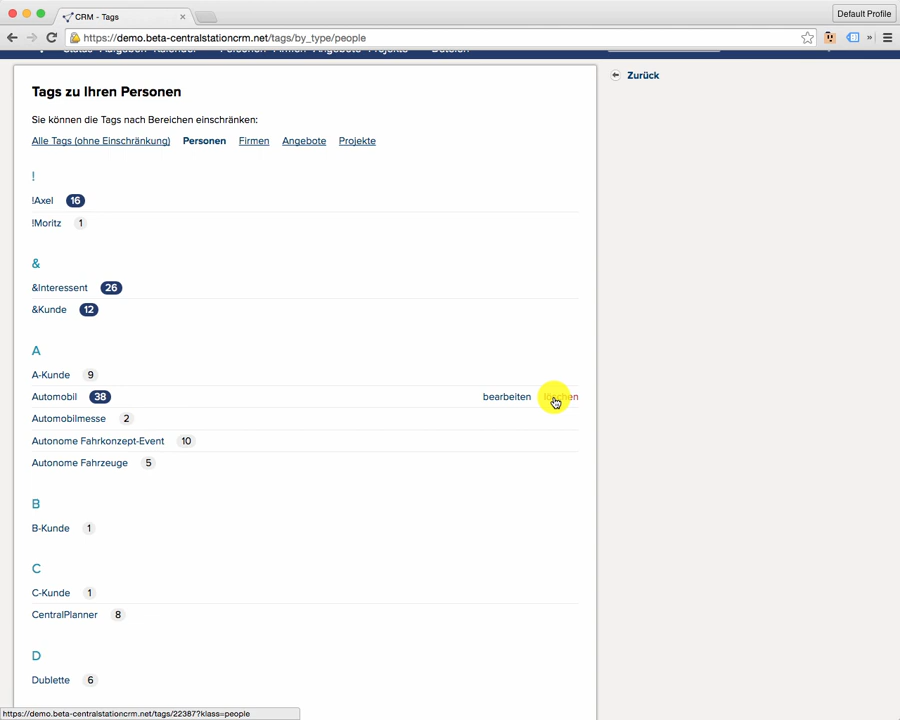 CRM - Tags
Default Profile
https://demo.beta-centralstationcrm.net/tags/by_type/people
Tags zu Ihren Personen
Zurück
Sie können die Tags nach Bereichen einschränken:
Alle Tags (ohne Einschränkung) Personen Firmen Angebote Projekte
!
!Axel 16
!Moritz 1
&
&Interessent 26
&Kunde 12
A
A-Kunde 9
Automobil 38 bearbeiten löschen
Automobilmesse 2
Autonome Fahrkonzept-Event 10
Autonome Fahrzeuge 5
B
B-Kunde 1
C
C-Kunde 1
CentralPlanner 8
D
Dublette 6
https://demo.beta-centralstationcrm.net/tags/22387?klass=people